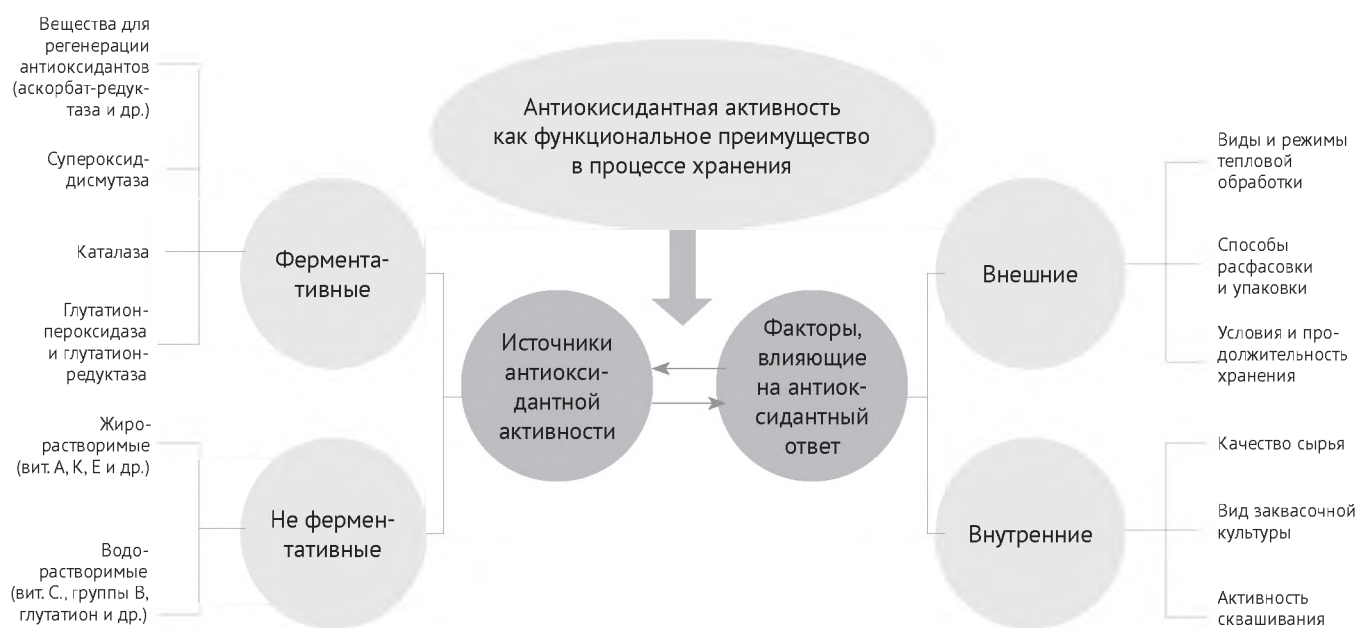 Вещества для
регенерации
антиоксидантов
(аскорбат-редук-
таза и др.)
Супероксид-
дисмутаза
Каталаза
Глутатион-
пероксидаза
и глутатион-
редуктаза
Жиро-
растворимые
(вит. А, К, Е и др.)
Водо-
растворимые
(вит. С., группы В,
глутатион и др.)
Фермента-
тивные
Не фермен-
тативные
Антиокисидантная активность
как функциональное преимущество
в процессе хранения
Источники
антиокси-
дантной
активности
Факторы,
влияющие
на антиок-
сидантный
ответ
Внешние
Внутренние
Виды и режимы
тепловой
обработки
Способы
расфасовки
и упаковки
Условия и про-
должительность
хранения
Качество сырья
Вид заквасочной
культуры
Активность
сквашивания